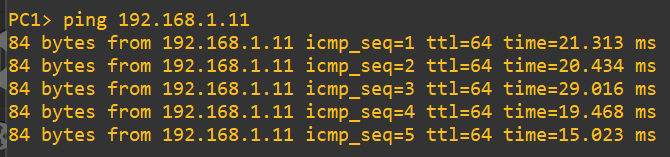 PC1> ping 192.168.1.11
84 bytes from 192.168.1.11 icmp_seq=1 ttl=64 time=21.313 ms
84 bytes from 192.168.1.11 icmp_seq=2 ttl=64 time=20.434 ms
84 bytes from 192.168.1.11 icmp_seq=3 ttl=64 time=29.016 ms
84 bytes from 192.168.1.11 icmp_seq=4 ttl=64 time=19.468 ms
84 bytes from 192.168.1.11 icmp_seq=5 ttl=64 time=15.023 ms